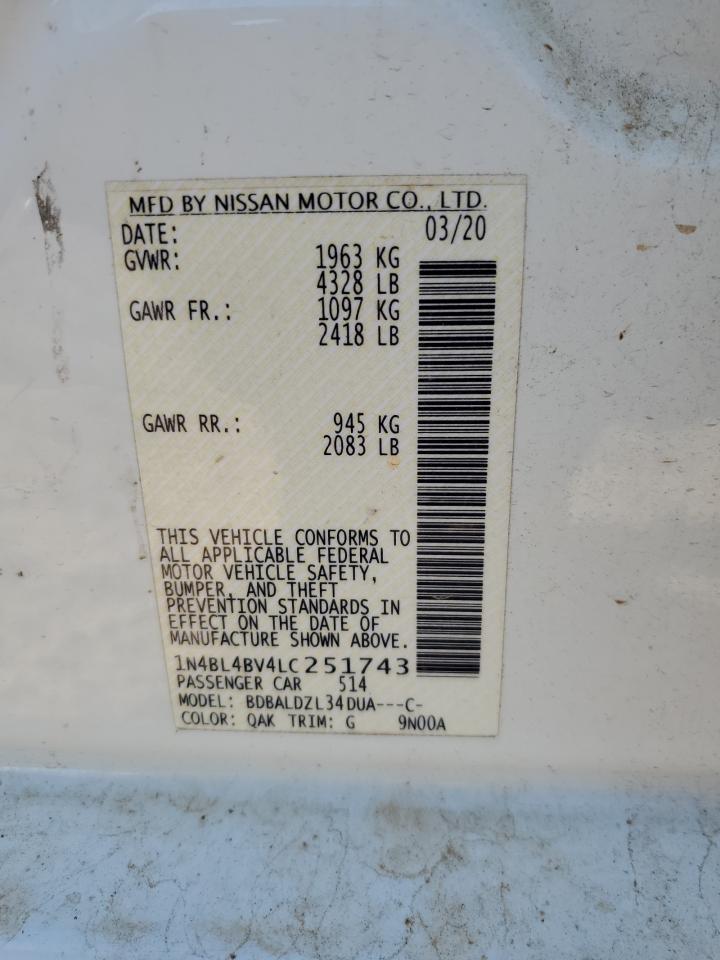 MFD BY NISSAN MOTOR CO., LTD.
DATE: 03/20
GVWR: 1963 KG
4328 LB
GAWR FR.: 1097 KG
2418 LB
GAWR RR.: 945 KG
2083 LB
THIS VEHICLE CONFORMS TO
ALL APPLICABLE FEDERAL
MOTOR VEHICLE SAFETY,
BUMPER, AND THEFT
PREVENTION STANDARDS IN
EFFECT ON THE DATE OF
MANUFACTURE SHOWN ABOVE.
1N4BL4BV4LC251743
PASSENGER CAR 514
MODEL: BDBALDZL34DUA---C-
COLOR: QAK TRIM: G 9N00A